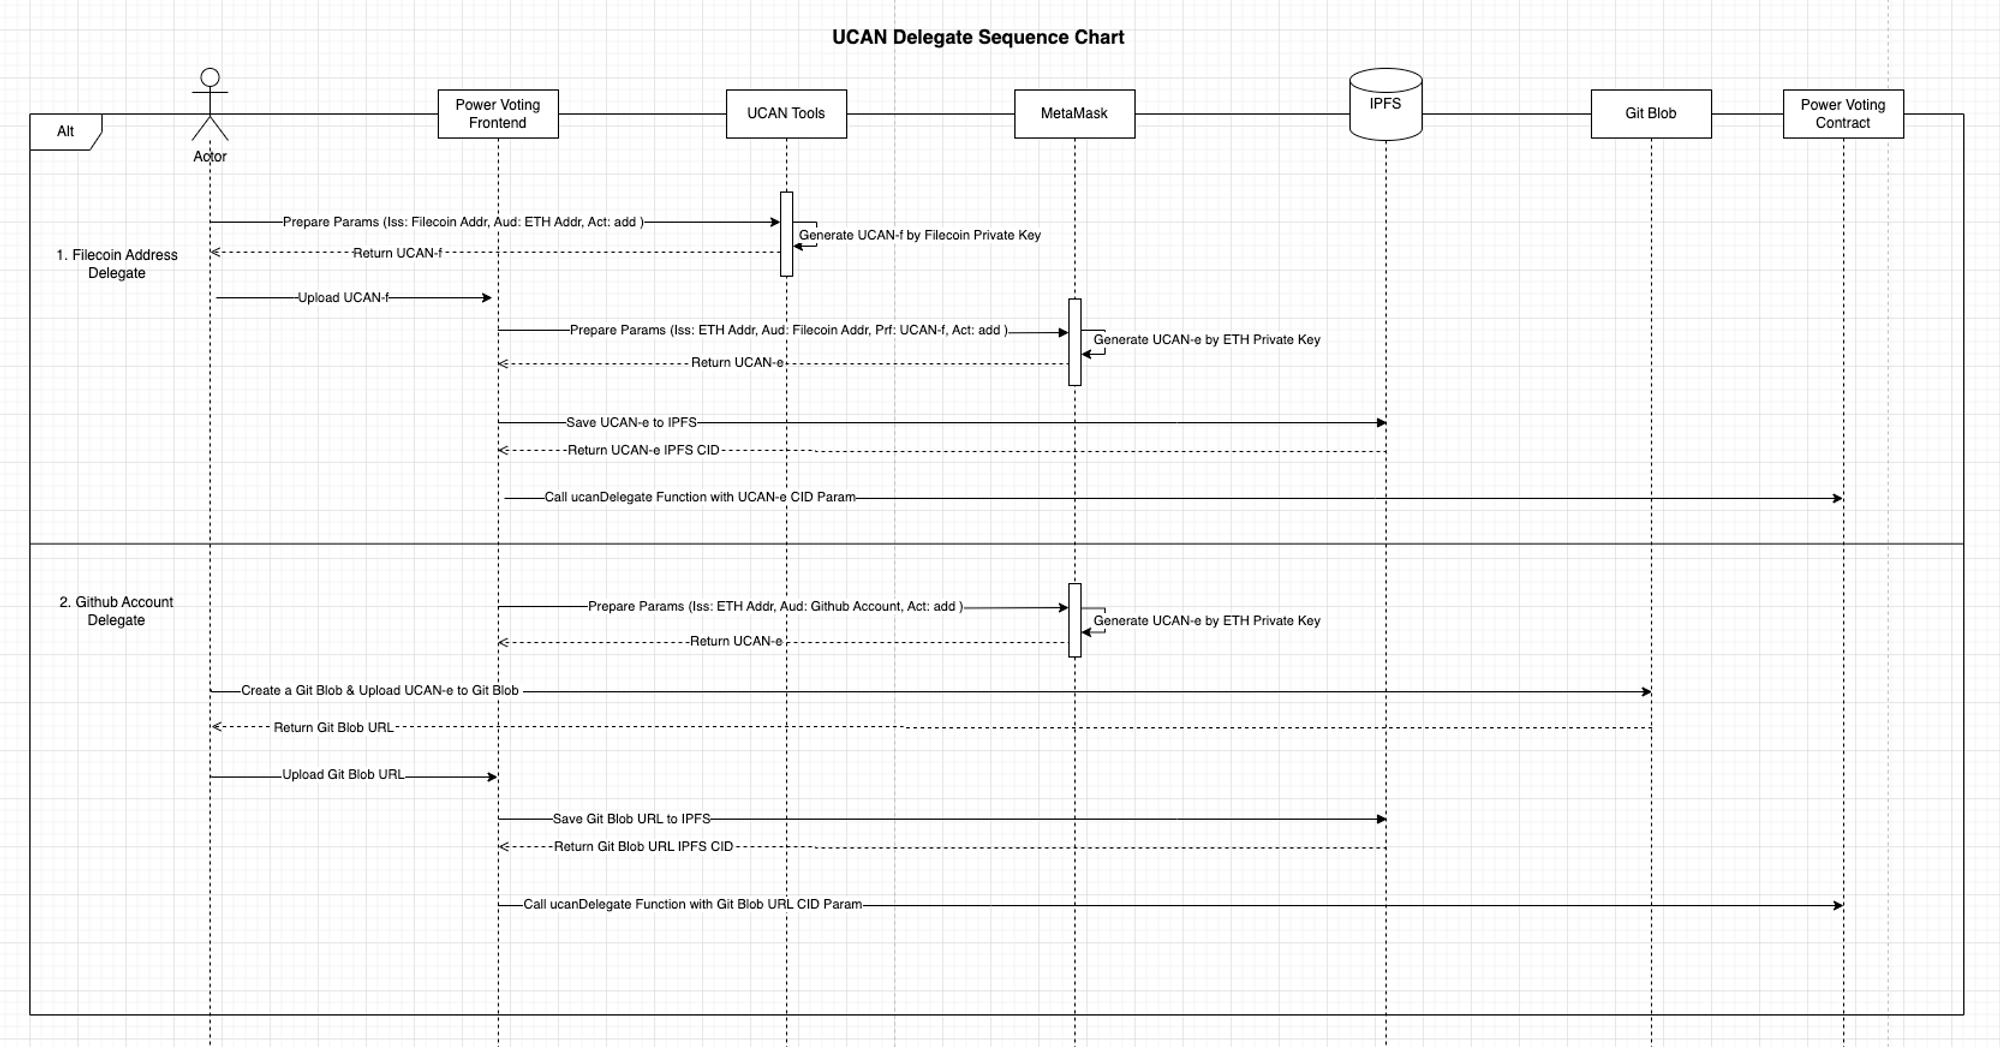 UCAN Delegate Sequence Chart
Alt
Actor
Power Voting
Frontend
UCAN Tools
MetaMask
IPFS
Git Blob
Power Voting
Contract
1. Filecoin Address
Delegate
Prepare Params (Iss: Filecoin Addr, Aud: ETH Addr, Act: add )
Generate UCAN-f by Filecoin Private Key
Return UCAN-f
Upload UCAN-f
Prepare Params (Iss: ETH Addr, Aud: Filecoin Addr, Prf: UCAN-f, Act: add )
Generate UCAN-e by ETH Private Key
Return UCAN-e
Save UCAN-e to IPFS
Return UCAN-e IPFS CID
Call ucanDelegate Function with UCAN-e CID Param
2. Github Account
Delegate
Prepare Params (Iss: ETH Addr, Aud: Github Account, Act: add )
Generate UCAN-e by ETH Private Key
Return UCAN-e
Create a Git Blob & Upload UCAN-e to Git Blob
Return Git Blob URL
Upload Git Blob URL
Save Git Blob URL to IPFS
Return Git Blob URL IPFS CID
Call ucanDelegate Function with Git Blob URL CID Param